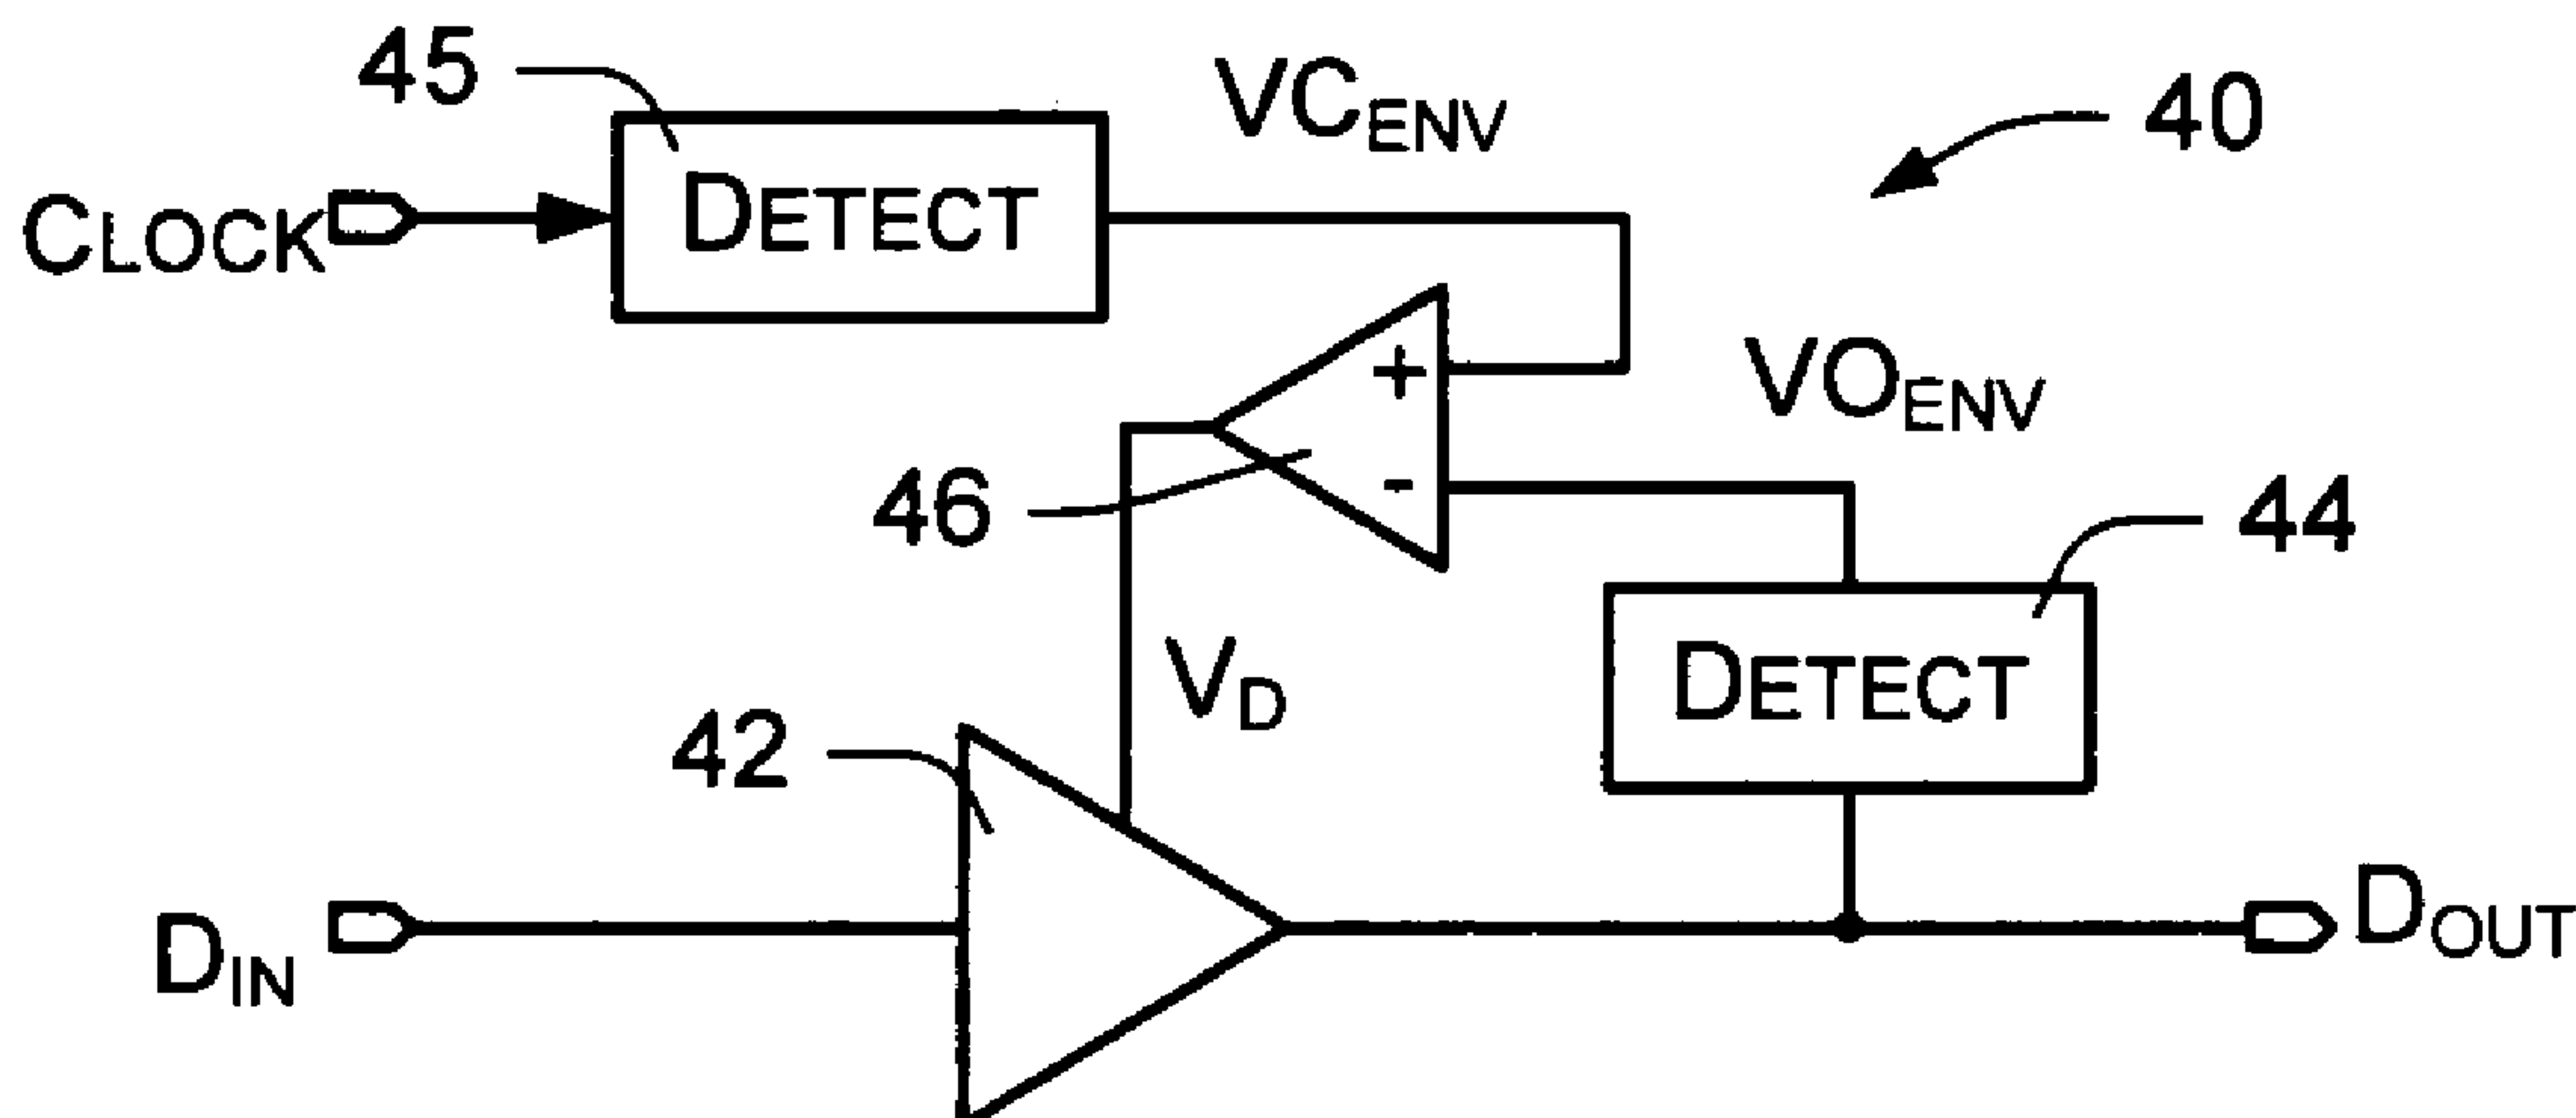 45
VCENV
40
CLOCK
DETECT
+
VOENV
46
-
44
DETECT
VD
42
DIN
DOUT